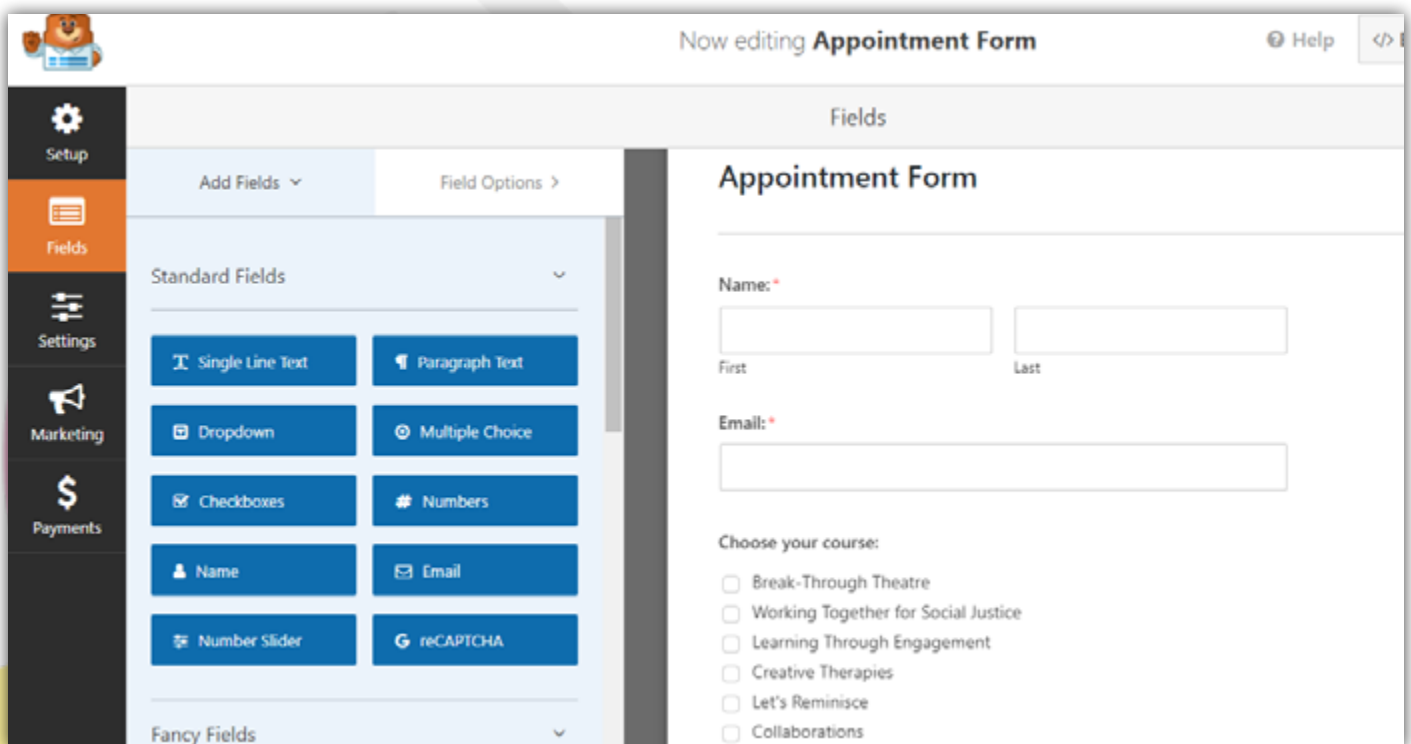 Now editing Appointment Form
Help
Fields
Setup
Fields
Settings
Marketing
Payments
Add Fields
Field Options
Standard Fields
Single Line Text
Paragraph Text
Dropdown
Multiple Choice
Checkboxes
# Numbers
Name
Email
Number Slider
G reCAPTCHA
Fancy Fields
Appointment Form
Name:*
First
Last
Email:*
Choose your course:
Break-Through Theatre
Working Together for Social Justice
Learning Through Engagement
Creative Therapies
Let's Reminisce
Collaborations